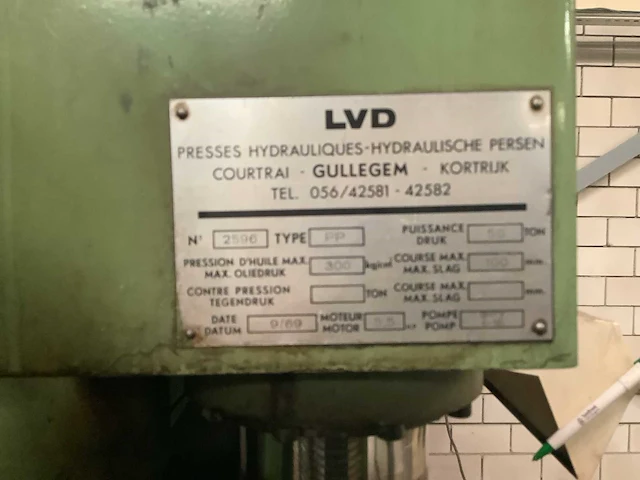 LVD
PRESSES HYDRAULIQUES-HYDRAULISCHE PERSEN
COURTRAI - GULLEGEM - KORTRIJK
TEL. 056/42581 - 42582
N° 2596 TYPE PP PUISSANCE DRUK TON
PRESSION D'HUILE MAX. MAX. OLIEDRUK 300 kg/cm² COURSE MAX. MAX. SLAG mm.
CONTRE PRESSION TEGENDRUK TON COURSE MAX. MAX. SLAG mm.
DATE DATUM 9/69 MOTEUR MOTOR POMPE POMP